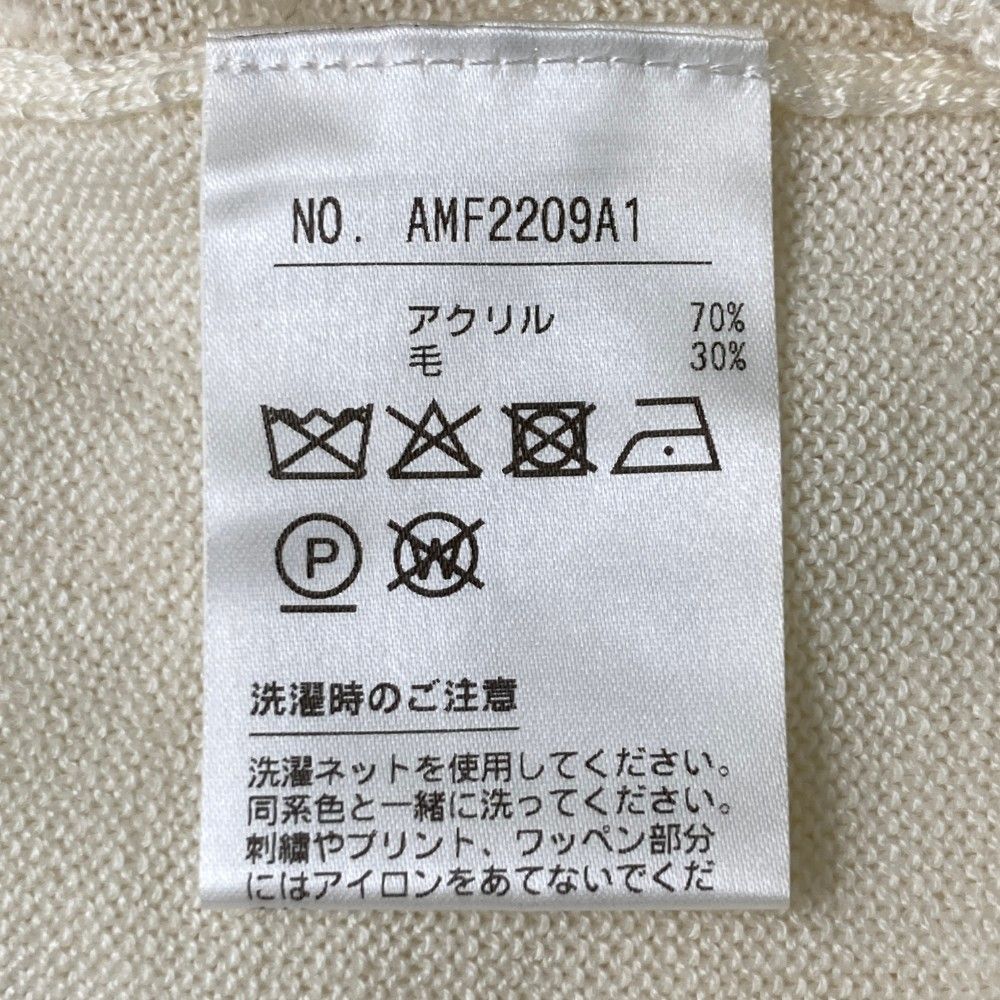 NO. AMF2209A1
アクリル 70%
毛 30%
P
W
洗濯時のご注意
洗濯ネットを使用してください。
同系色と一緒に洗ってください。
刺繍やプリント、ワッペン部分
にはアイロンをあてないでくだ